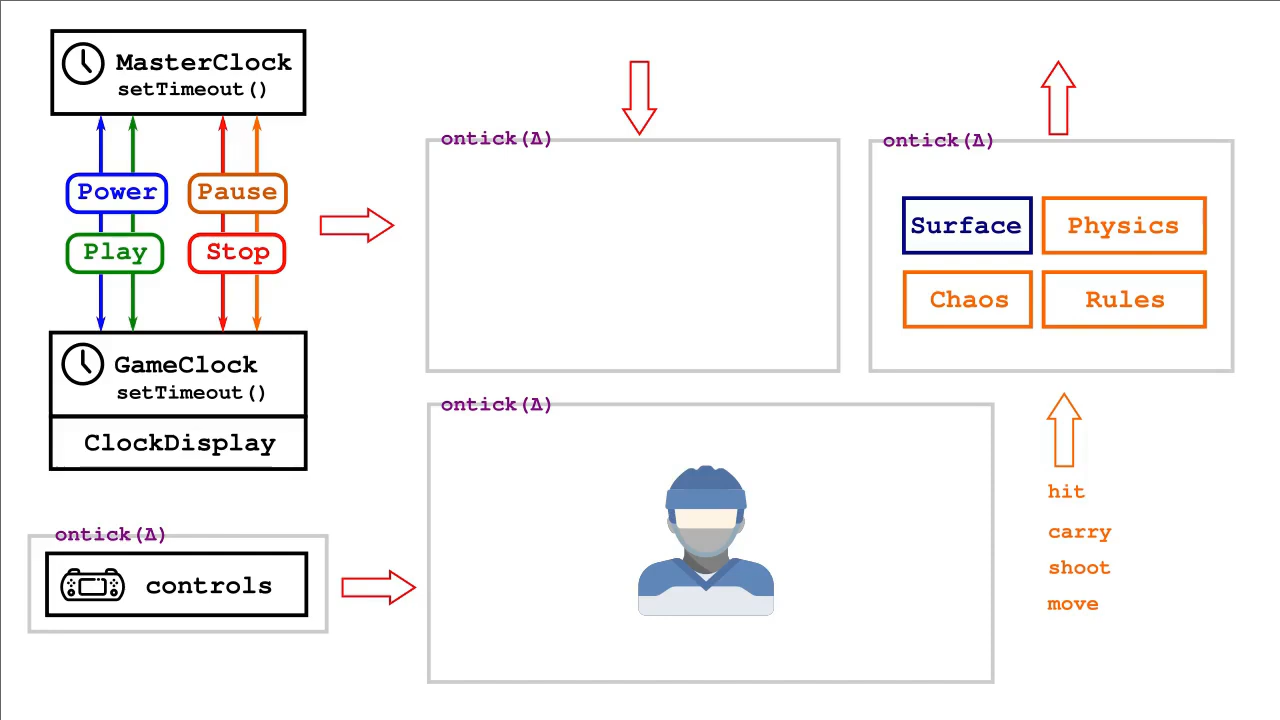 MasterClock
setTimeout()
Power
Pause
Play
Stop
GameClock
setTimeout()
ClockDisplay
ontick(Δ)
controls
ontick(Δ)
ontick(Δ)
Surface
Physics
Chaos
Rules
ontick(Δ)
hit
carry
shoot
move